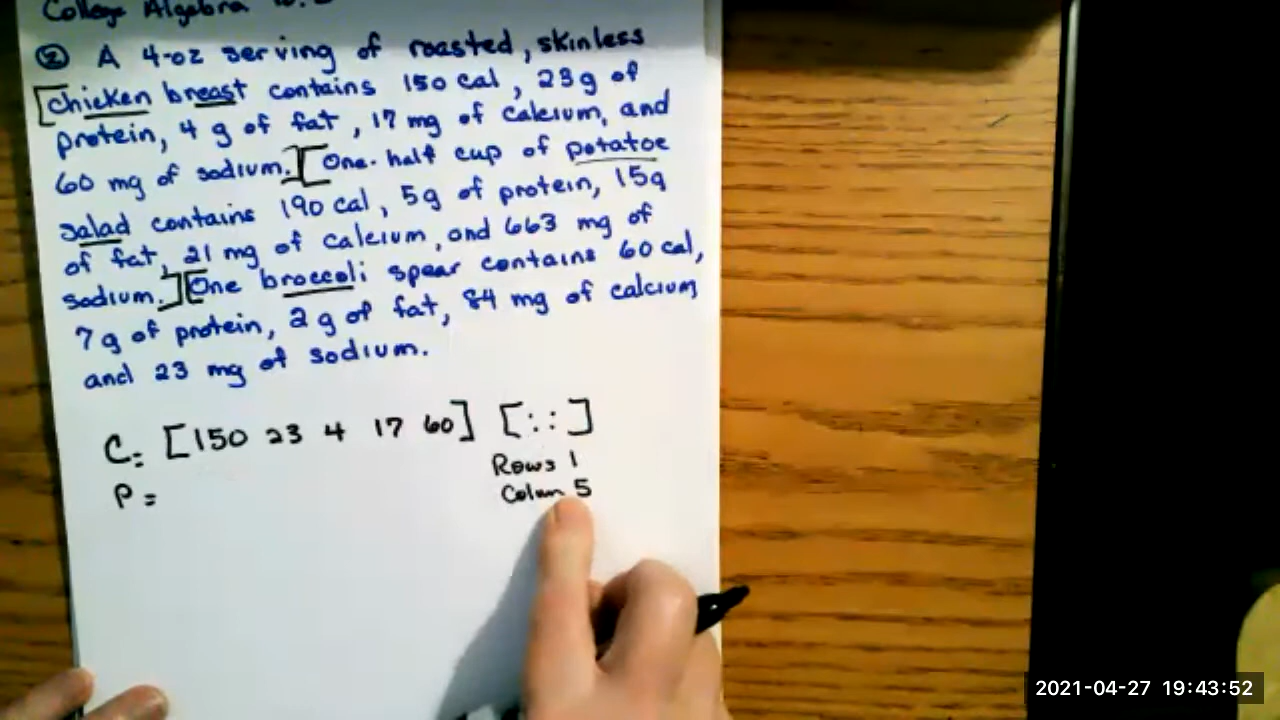 College Algebra
② A 4-oz serving of roasted, skinless
[chicken breast contains 150 cal, 23g of
protein, 4 g of fat, 17 mg of calcium, and
60 mg of sodium.] [One-half cup of potatoe
salad contains 190 cal, 5g of protein, 15g
of fat, 21 mg of calcium, and 663 mg of
sodium.] [One broccoli spear contains 60 cal,
7g of protein, 2g of fat, 84 mg of calcium
and 23 mg of sodium.
C= [150 23 4 17 60] [: :]
Rows 1
Colum 5
P=
2021-04-27 19:43:52